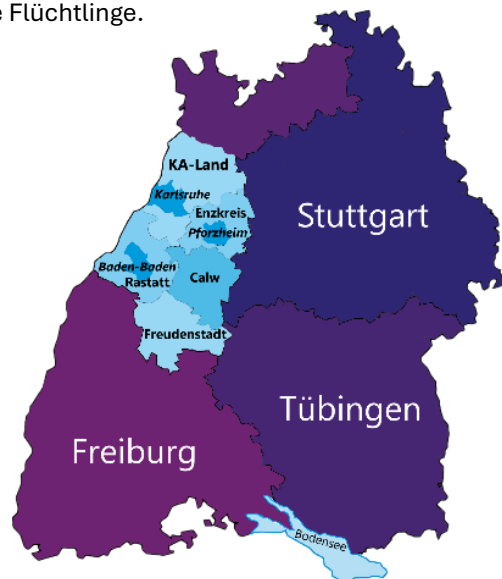 e Flüchtlinge.
KA-Land
Karlsruhe
Enzkreis
Pforzheim
Stuttgart
Baden-Baden
Rastatt
Calw
Freudenstadt
Tübingen
Freiburg
Bodensee